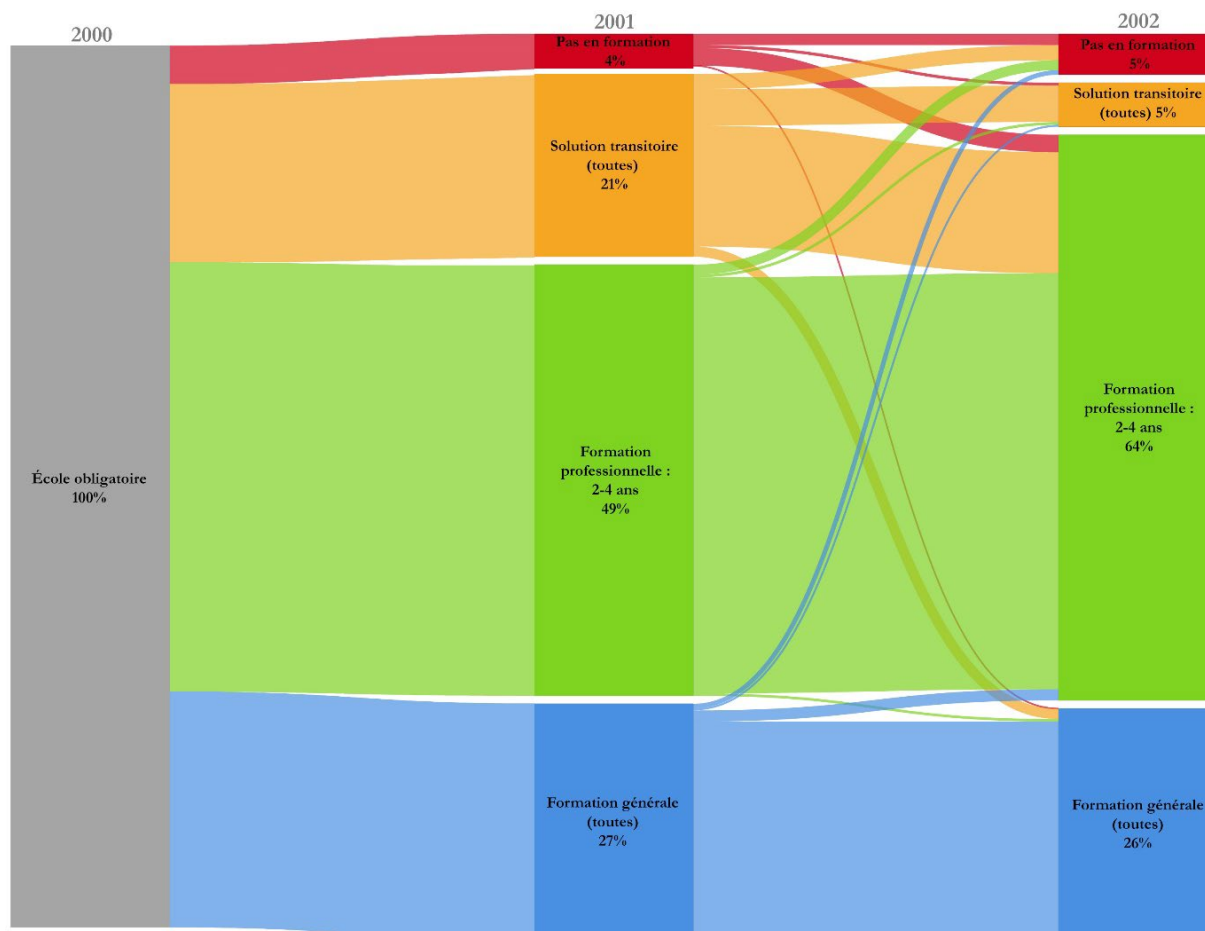 2000
École obligatoire
100%
2001
Pas en formation
4%
Solution transitoire
(toutes)
21%
Formation
professionnelle :
2-4 ans
49%
Formation générale
(toutes)
27%
2002
Pas en formation
5%
Solution transitoire
(toutes) 5%
Formation
professionnelle :
2-4 ans
64%
Formation générale
(toutes)
26%